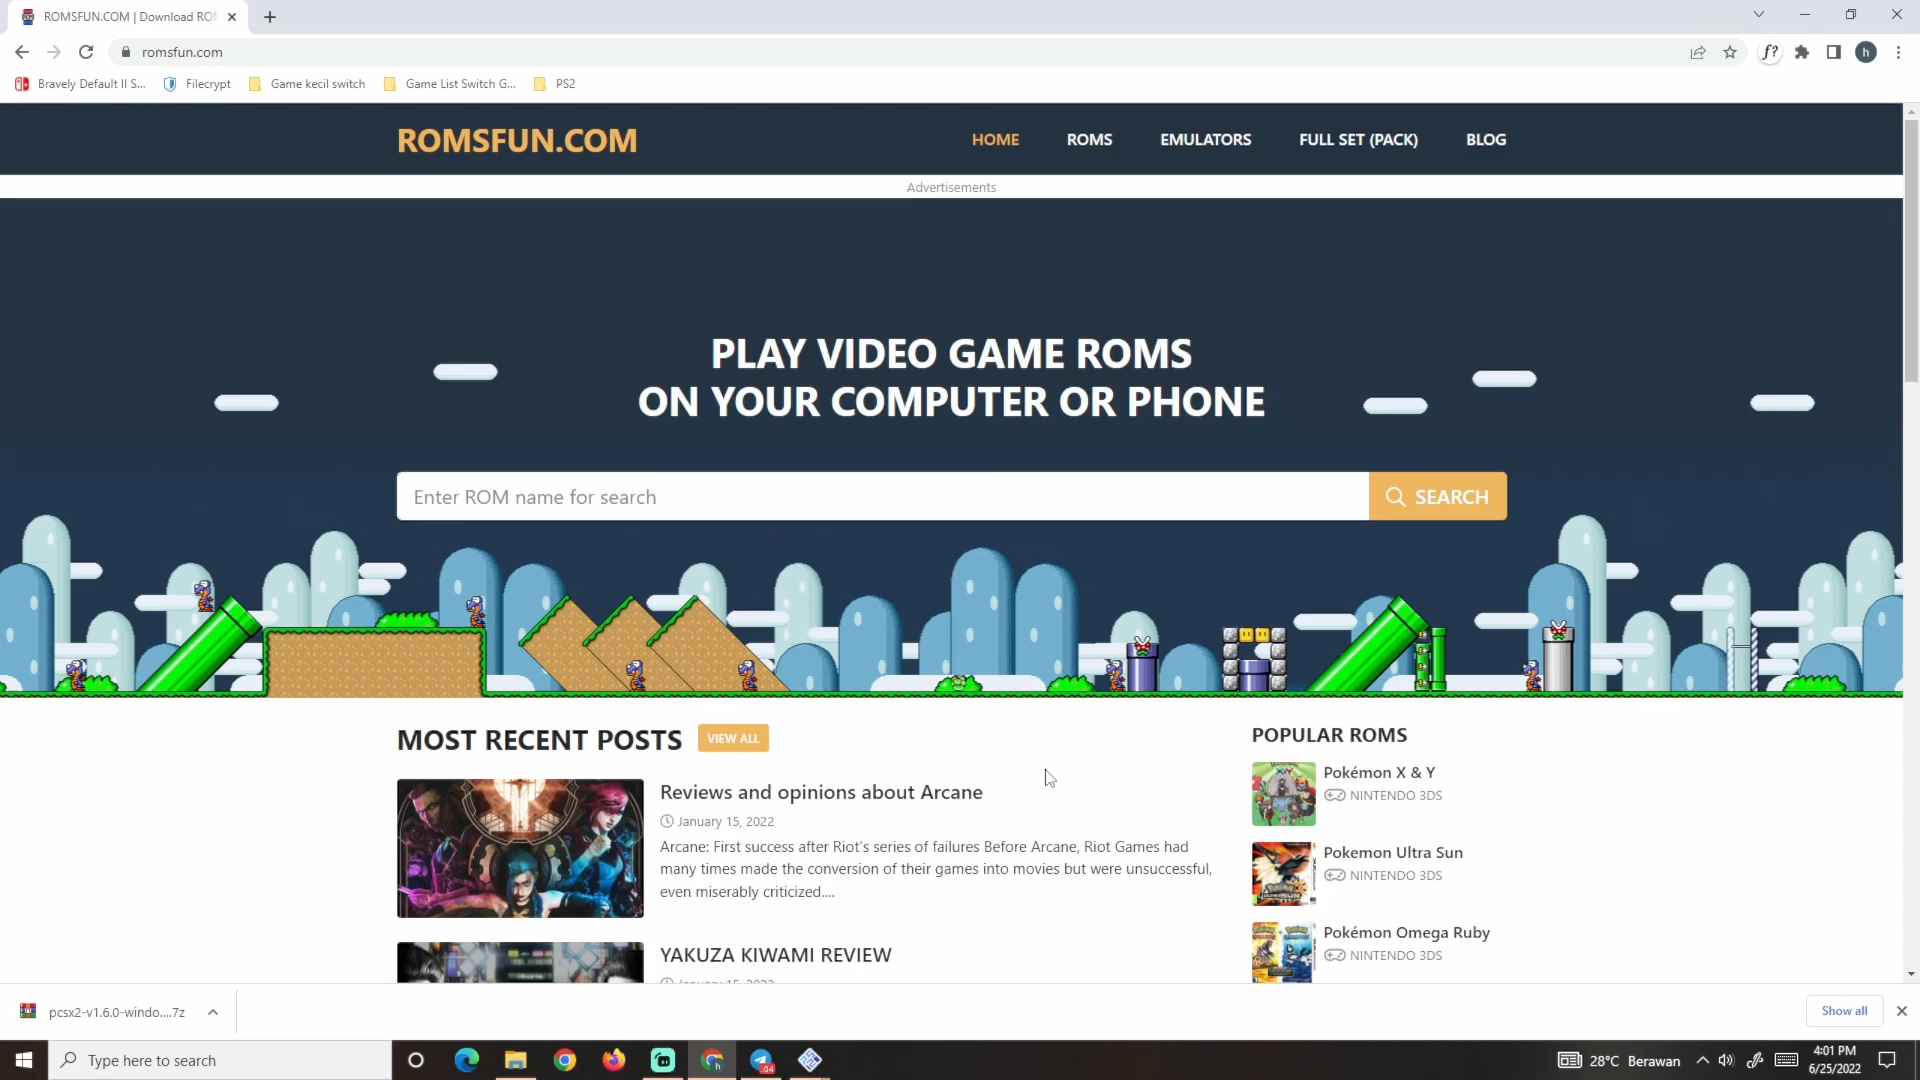 ROMSFUN.COM | Download ROM
romsfun.com
h
Bravely Default II S...
Filecrypt
Game kecil switch
Game List Switch G...
PS2
ROMSFUN.COM
HOME
ROMS
EMULATORS
FULL SET (PACK)
BLOG
Advertisements
PLAY VIDEO GAME ROMS
ON YOUR COMPUTER OR PHONE
Enter ROM name for search
SEARCH
MOST RECENT POSTS
VIEW ALL
Reviews and opinions about Arcane
January 15, 2022
Arcane: First success after Riot's series of failures Before Arcane, Riot Games had
many times made the conversion of their games into movies but were unsuccessful,
even miserably criticized....
YAKUZA KIWAMI REVIEW
January 15, 2022
POPULAR ROMS
Pokémon X & Y
NINTENDO 3DS
Pokemon Ultra Sun
NINTENDO 3DS
Pokémon Omega Ruby
NINTENDO 3DS
pcsx2-v1.6.0-windo....7z
Show all
Type here to search
28°C Berawan
4:01 PM
6/25/2022